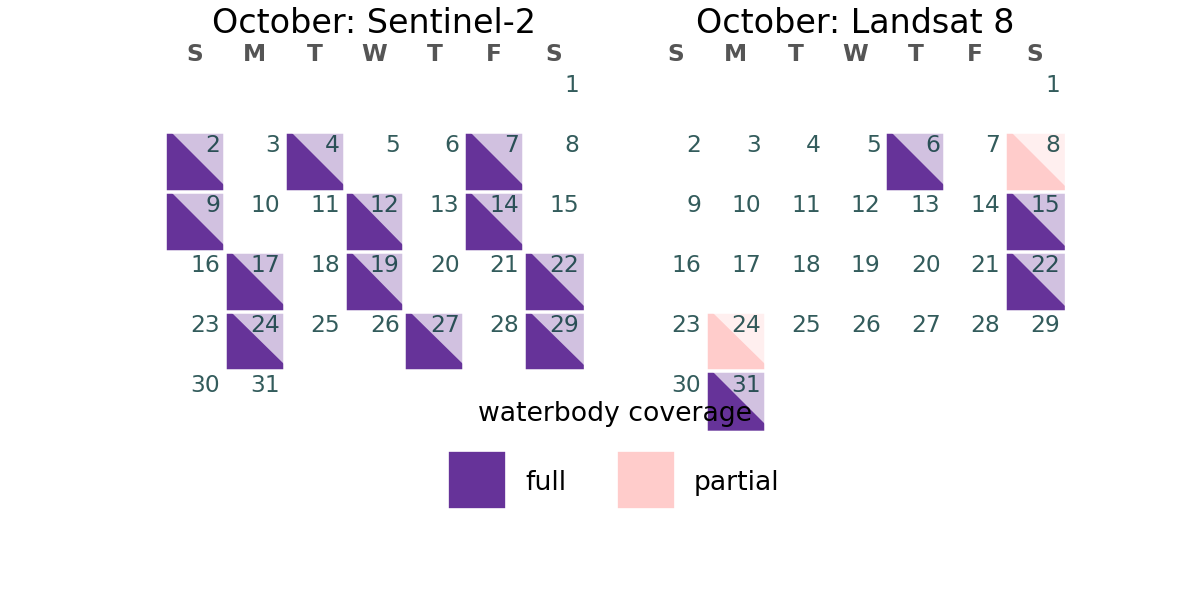 October: Sentinel-2
S M T W T F S
1
2 3 4 5 6 7 8
9 10 11 12 13 14 15
16 17 18 19 20 21 22
23 24 25 26 27 28 29
30 31
October: Landsat 8
S M T W T F S
1
2 3 4 5 6 7 8
9 10 11 12 13 14 15
16 17 18 19 20 21 22
23 24 25 26 27 28 29
30 31
waterbody coverage
full
partial